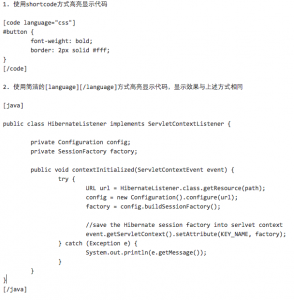 1. 使用shortcode方式高亮显示代码
[code language="css"]
#button {
font-weight: bold;
border: 2px solid #fff;
}
[/code]
2. 使用简洁的[language][/language]方式高亮显示代码，显示效果与上述方式相同
[java]
public class HibernateListener implements ServletContextListener {
private Configuration config;
private SessionFactory factory;
public void contextInitialized(ServletContextEvent event) {
try {
URL url = HibernateListener.class.getResource(path);
config = new Configuration().configure(url);
factory = config.buildSessionFactory();
//save the Hibernate session factory into serlvet context
event.getServletContext().setAttribute(KEY_NAME, factory);
} catch (Exception e) {
System.out.println(e.getMessage());
}
}
}
[/java]